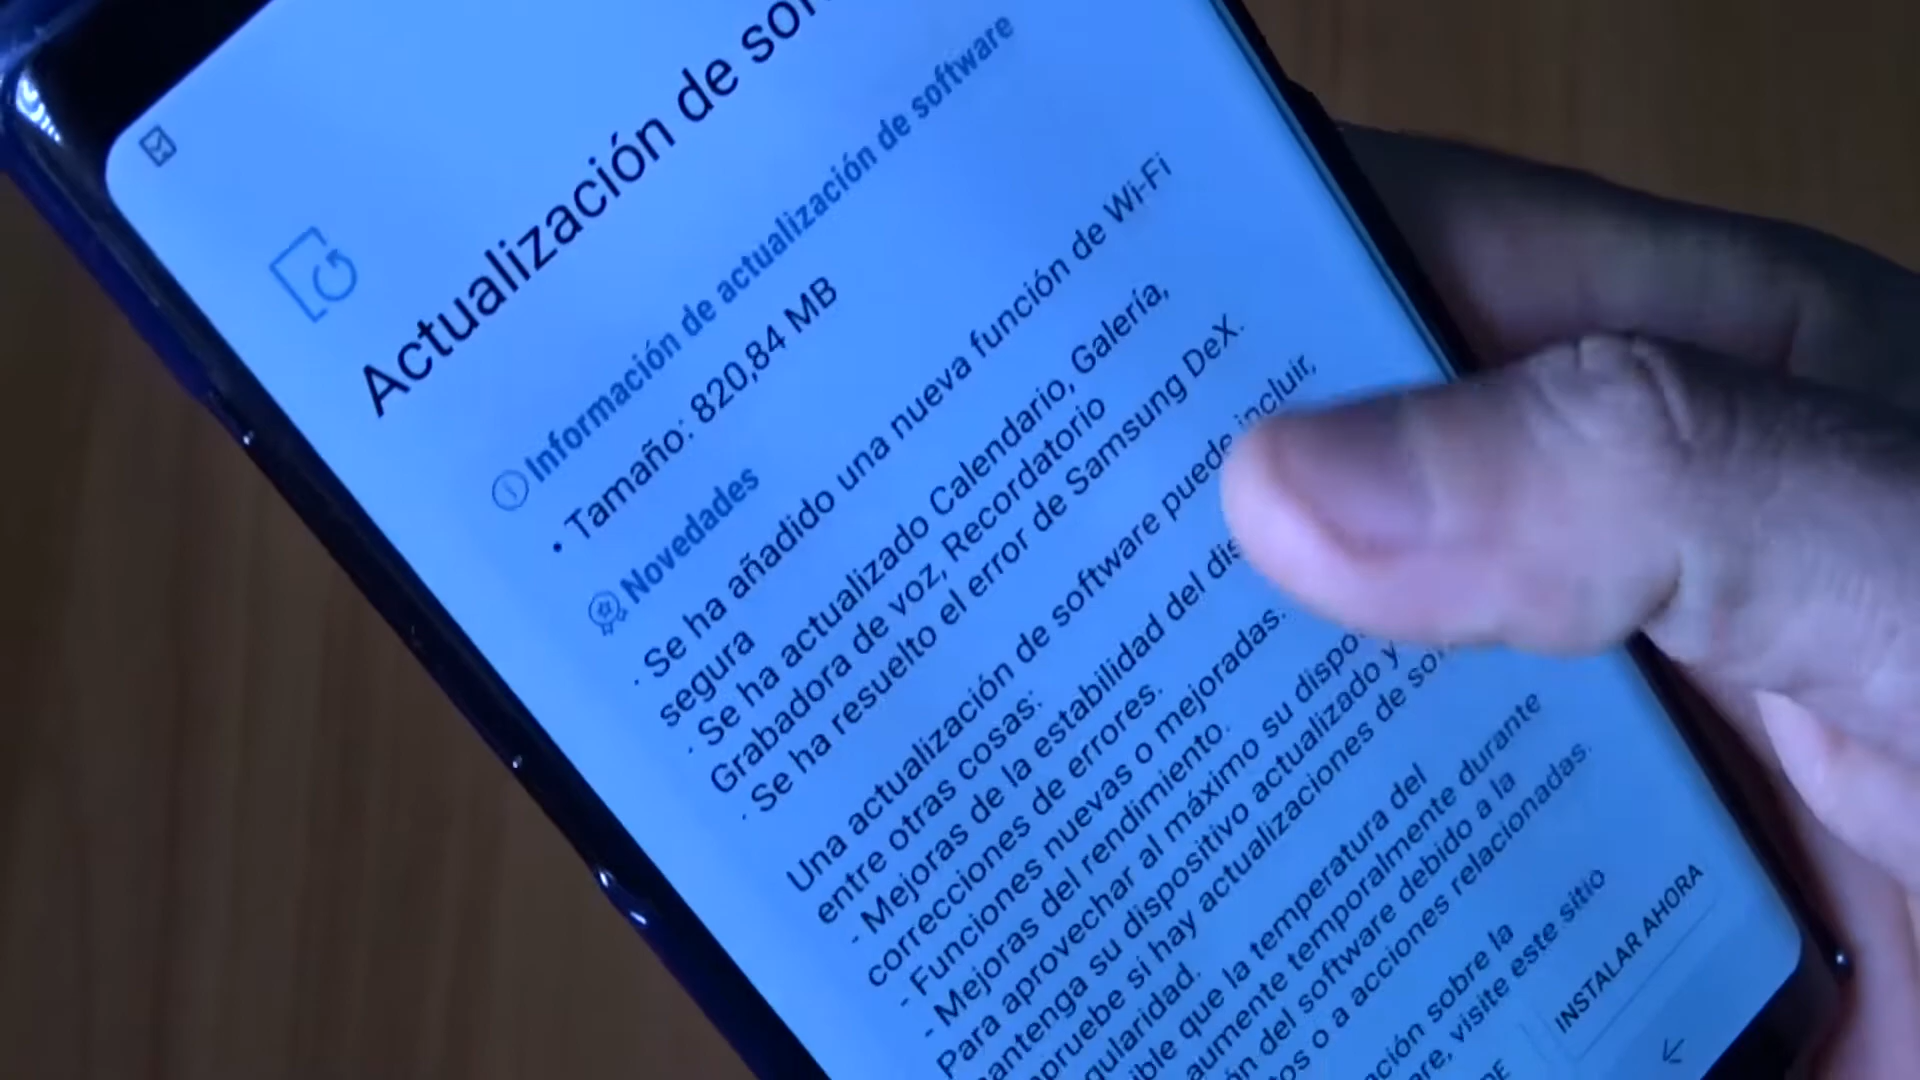 Actualización de
Información de actualización de software
• Tamaño: 820,84 MB
Novedades
· Se ha añadido una nueva función de Wi-Fi
segura
· Se ha actualizado Calendario, Galería,
Grabadora de voz, Recordatorio
· Se ha resuelto el error de Samsung DeX.
Una actualización de software puede incluir,
entre otras cosas:
- Mejoras de la estabilidad del
correcciones de errores.
- Funciones nuevas o mejoradas.
- Mejoras del rendimiento.
Para aprovechar al máximo su
su dispositivo actualizado y
si hay actualizaciones de
que la temperatura del
aumente temporalmente durante
del software debido a la
o a acciones relacionadas.
sobre la
visite este sitio
INSTALAR AHORA